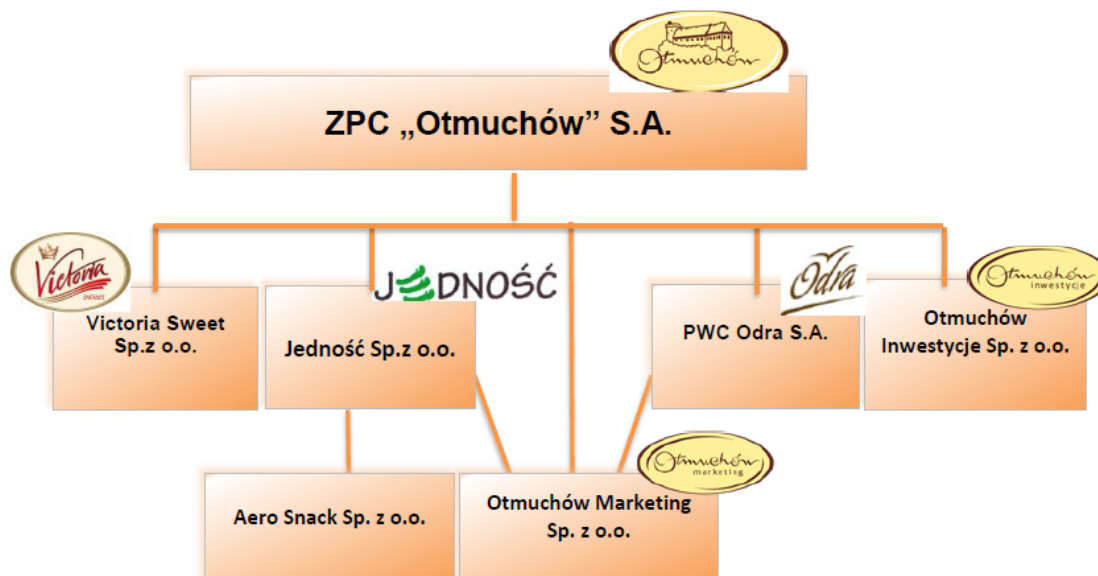 Otmuchów
ZPC „Otmuchów” S.A.
Victoria
sweet
JEDNOŚĆ
Odra
Otmuchów
inwestycje
Victoria Sweet
Sp.z o.o.
Jedność Sp.z o.o.
PWC Odra S.A.
Otmuchów
Inwestycje Sp. z o.o.
Otmuchów
marketing
Aero Snack Sp. z o.o.
Otmuchów Marketing
Sp. z o.o.